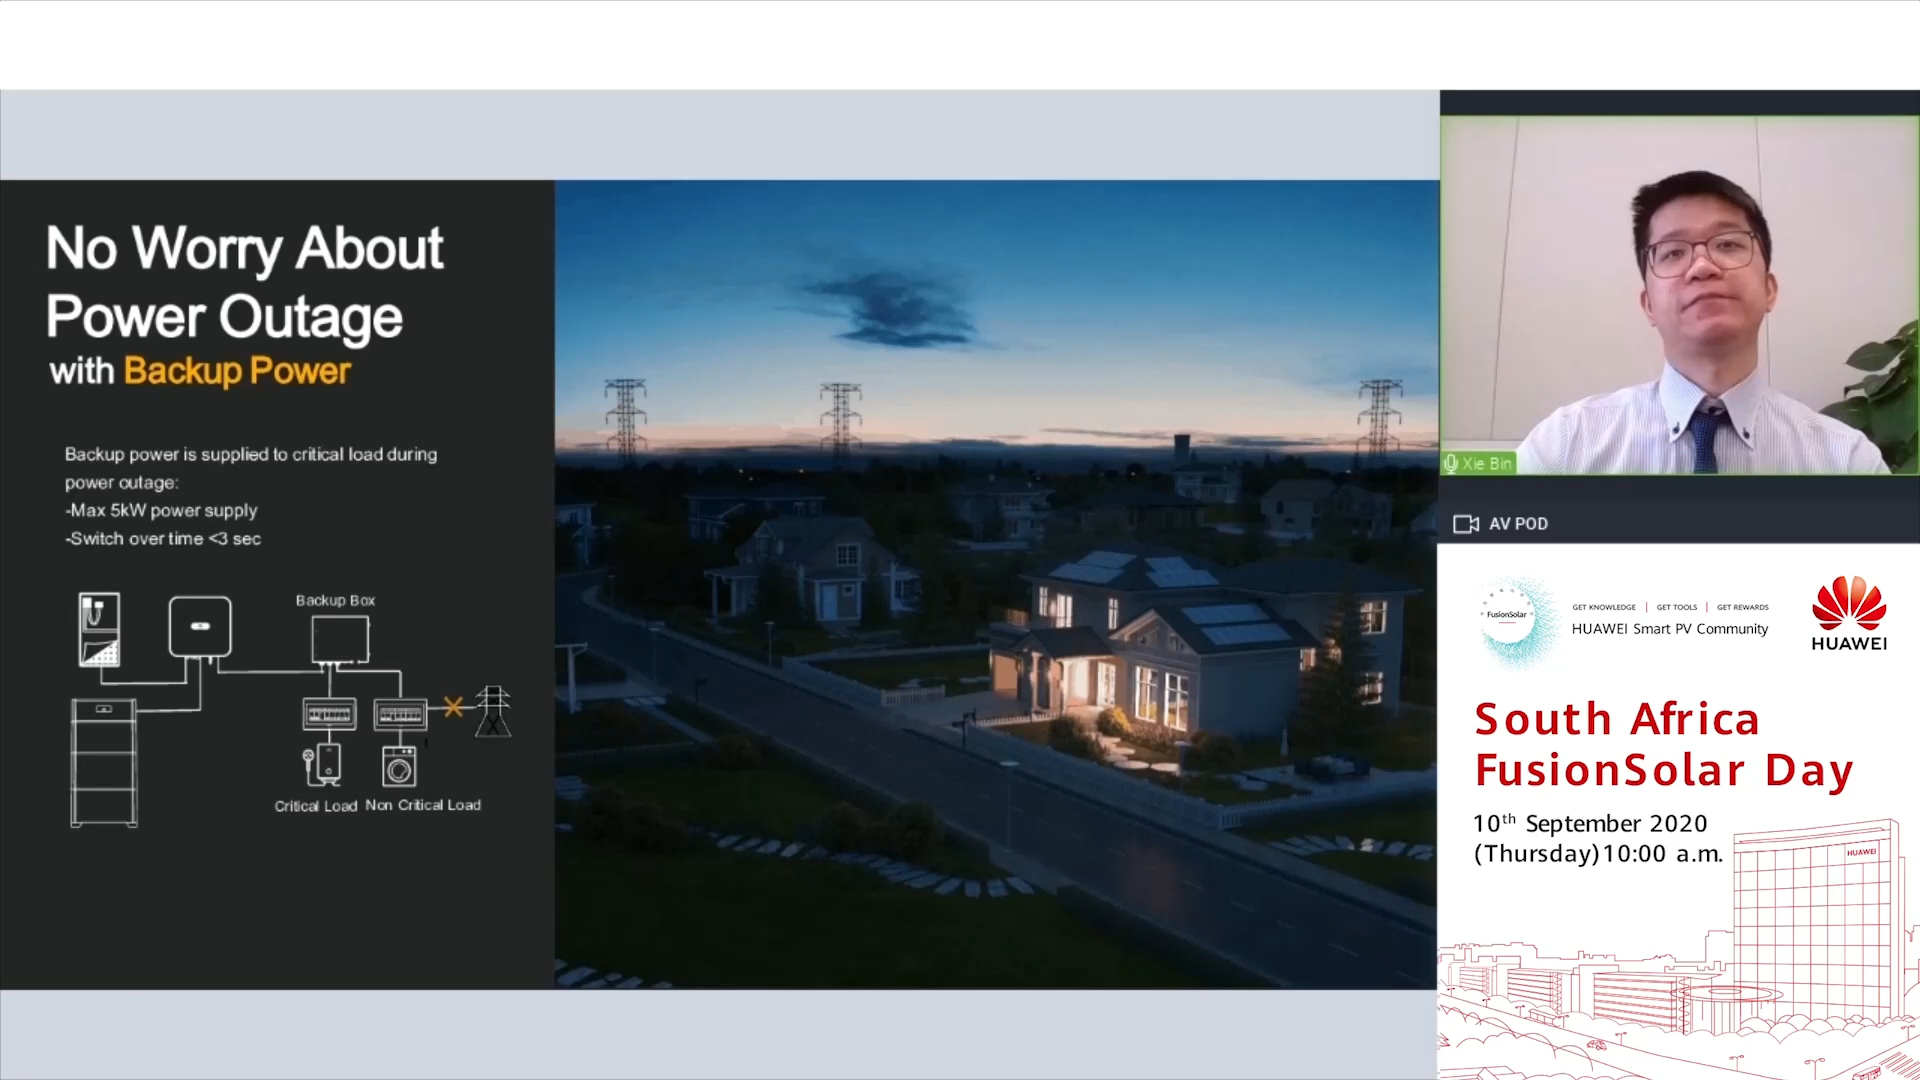 No Worry About
Power Outage
with Backup Power
Backup power is supplied to critical load during
power outage:
-Max 5kW power supply
-Switch over time <3 sec
Backup Box
Critical Load
Non Critical Load
Xie Bin
AV POD
FusionSolar
GET KNOWLEDGE | GET TOOLS | GET REWARDS
HUAWEI Smart PV Community
HUAWEI
South Africa
FusionSolar Day
10th September 2020
(Thursday)10:00 a.m.
HUAWEI